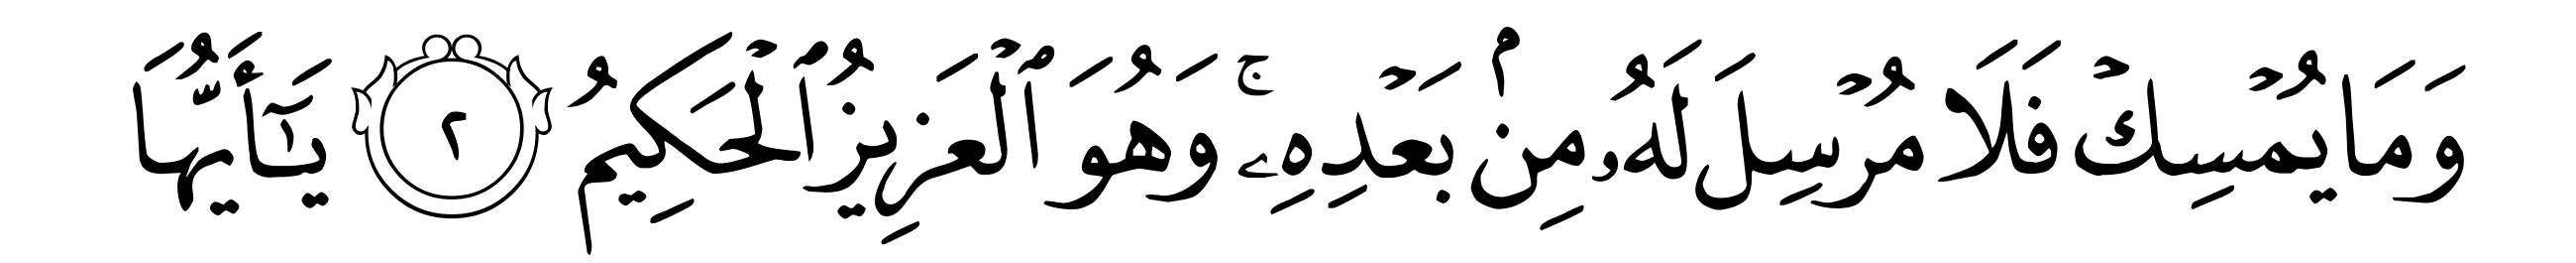 وَمَا يُمْسِكْ فَلَا مُرْسِلَ لَهُۥ مِنۢ بَعْدِهِۦ ۚ وَهُوَ ٱلْعَزِيزُ ٱلْحَكِيمُ ٢ يَـٰٓأَيُّهَا